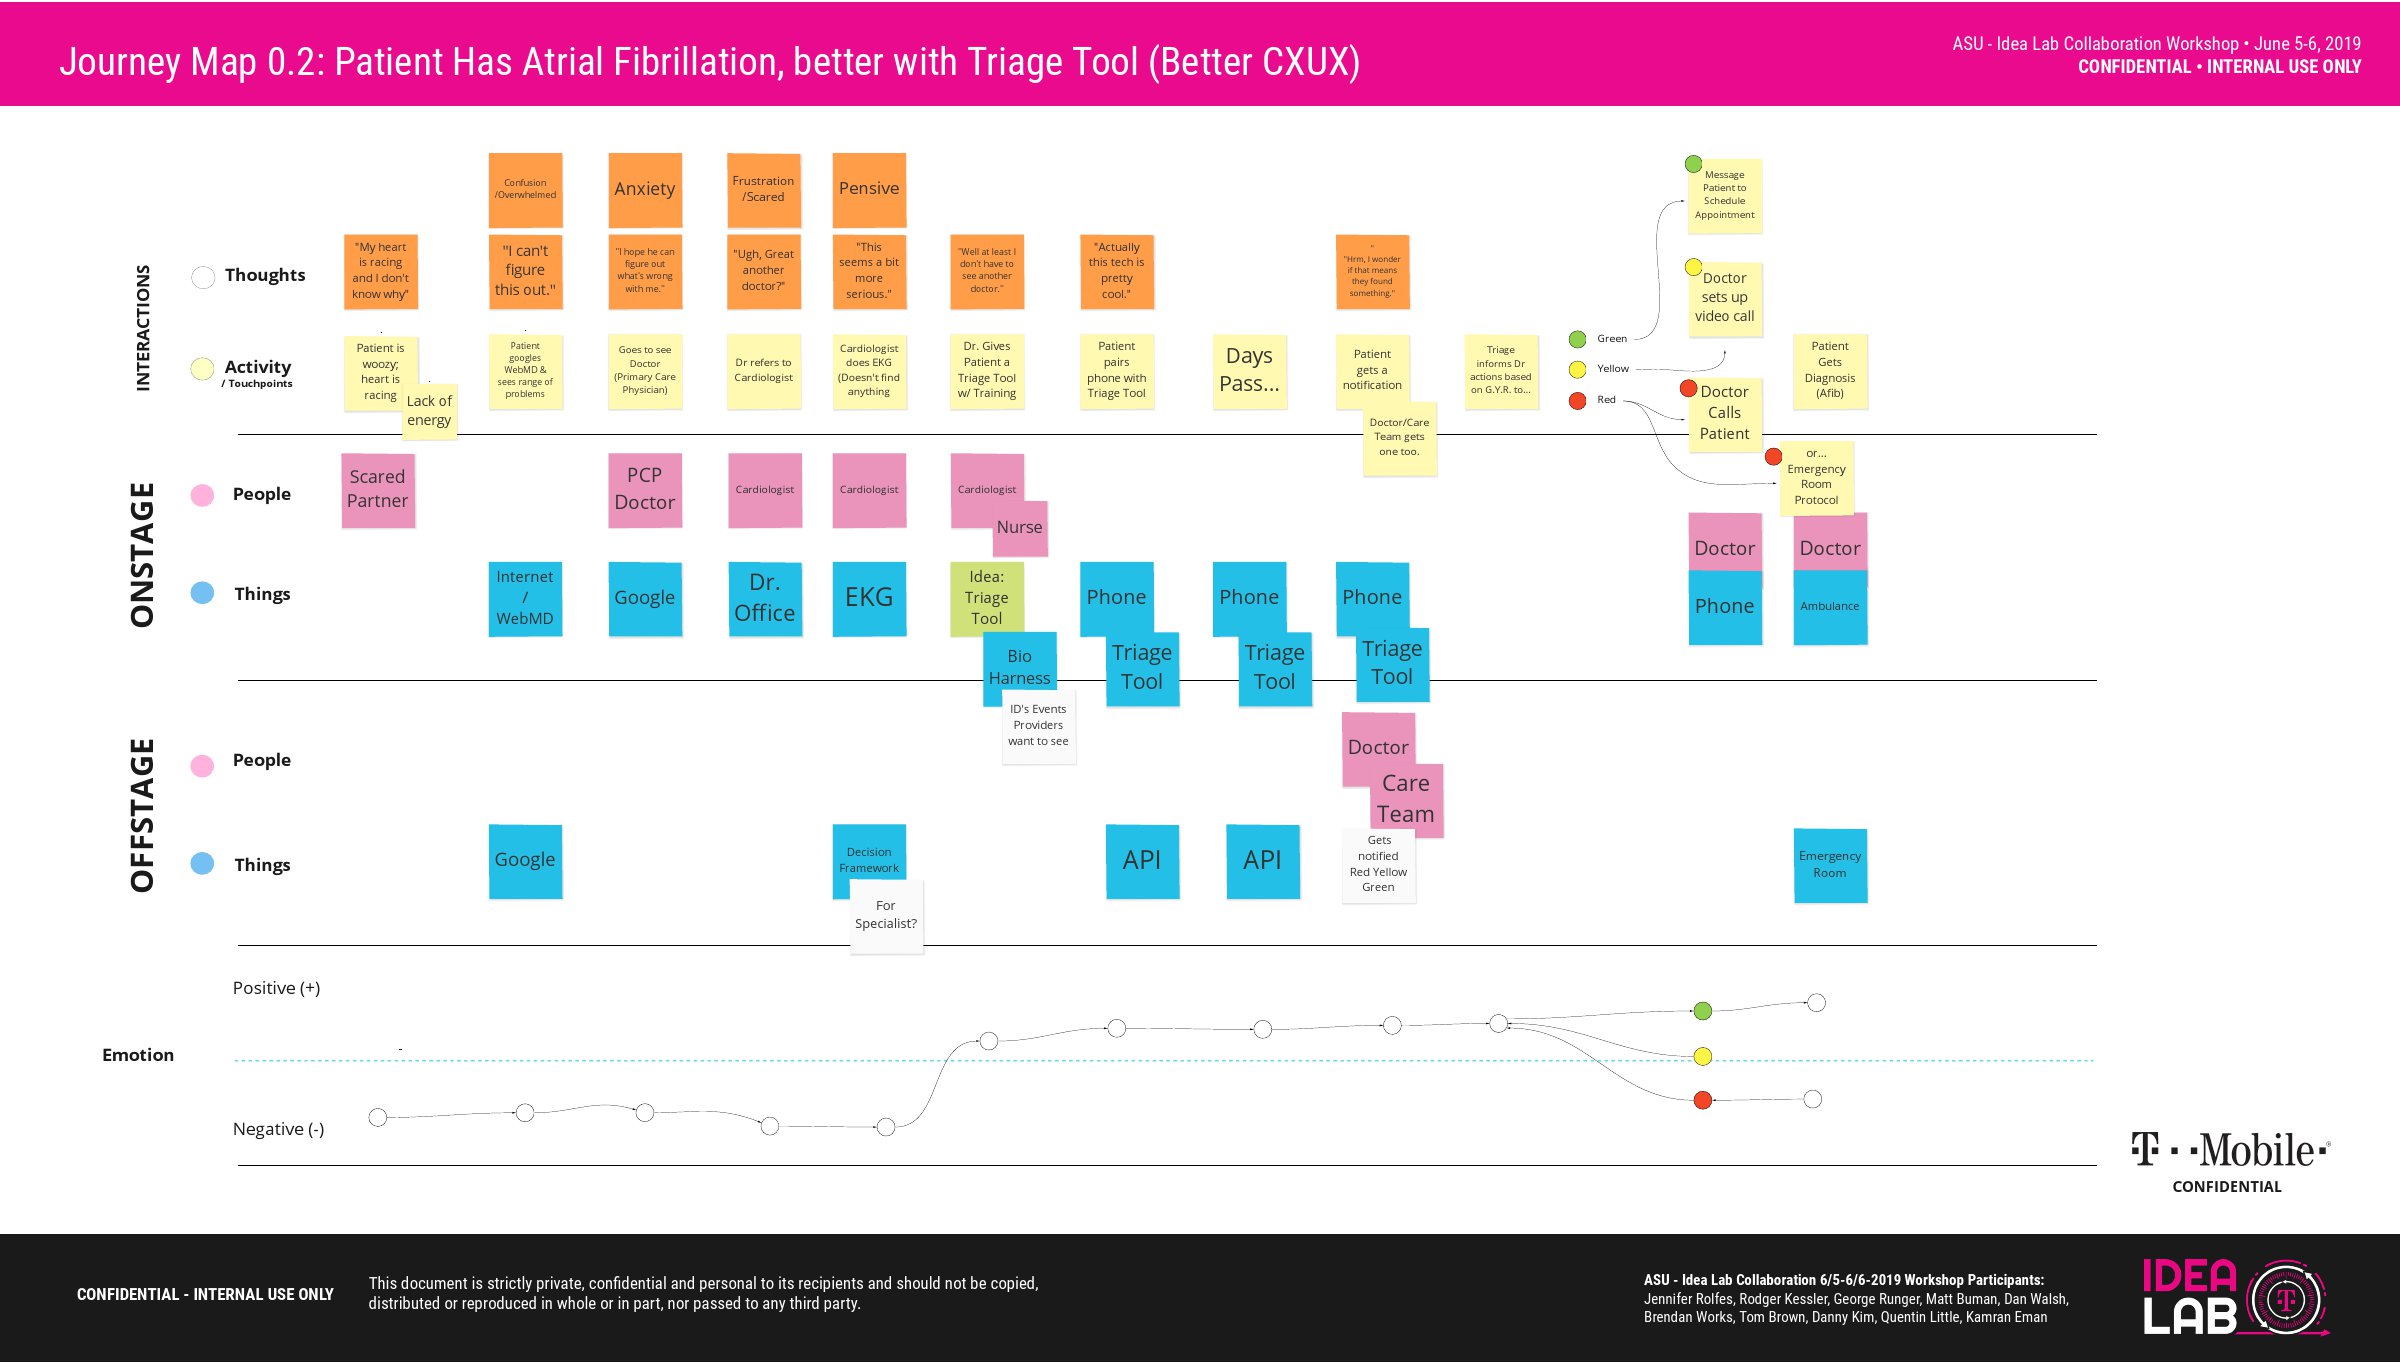 Journey Map 0.2: Patient Has Atrial Fibrillation, better with Triage Tool (Better CXUX)
ASU - Idea Lab Collaboration Workshop • June 5-6, 2019
CONFIDENTIAL • INTERNAL USE ONLY
Confusion
/Overwhelmed
Anxiety
Frustration
/Scared
Pensive
Message
Patient to
Schedule
Appointment
INTERACTIONS
Thoughts
"My heart
is racing
and I don't
know why"
"I can't
figure
this out."
"I hope he can
figure out
what's wrong
with me."
"Ugh, Great
another
doctor?"
"This
seems a bit
more
serious."
"Well at least I
don't have to
see another
doctor."
"Actually
this tech is
pretty
cool."
"
"Hrm, I wonder
if that means
they found
something."
Doctor
sets up
video call
Activity
/ Touchpoints
Patient is
woozy;
heart is
racing
Lack of
energy
Patient
googles
WebMD &
sees range of
problems
Goes to see
Doctor
(Primary Care
Physician)
Dr refers to
Cardiologist
Cardiologist
does EKG
(Doesn't find
anything
Dr. Gives
Patient a
Triage Tool
w/ Training
Patient
pairs
phone with
Triage Tool
Days
Pass...
Patient
gets a
notification
Doctor/Care
Team gets
one too.
Triage
informs Dr
actions based
on G.Y.R. to...
Green
Yellow
Red
Doctor
Calls
Patient
Patient
Gets
Diagnosis
(Afib)
or...
Emergency
Room
Protocol
ONSTAGE
People
Scared
Partner
PCP
Doctor
Cardiologist
Cardiologist
Cardiologist
Nurse
Doctor
Doctor
Things
Internet
/
WebMD
Google
Dr.
Office
EKG
Idea:
Triage
Tool
Bio
Harness
ID's Events
Providers
want to see
Phone
Triage
Tool
Phone
Triage
Tool
Phone
Triage
Tool
Phone
Ambulance
OFFSTAGE
People
Doctor
Care
Team
Gets
notified
Red Yellow
Green
Things
Google
Decision
Framework
For
Specialist?
API
API
Emergency
Room
Positive (+)
Emotion
Negative (-)
T··Mobile·®
CONFIDENTIAL
CONFIDENTIAL - INTERNAL USE ONLY
This document is strictly private, confidential and personal to its recipients and should not be copied,
distributed or reproduced in whole or in part, nor passed to any third party.
ASU - Idea Lab Collaboration 6/5-6/6-2019 Workshop Participants:
Jennifer Rolfes, Rodger Kessler, George Runger, Matt Buman, Dan Walsh,
Brendan Works, Tom Brown, Danny Kim, Quentin Little, Kamran Eman
IDEA
LAB
T